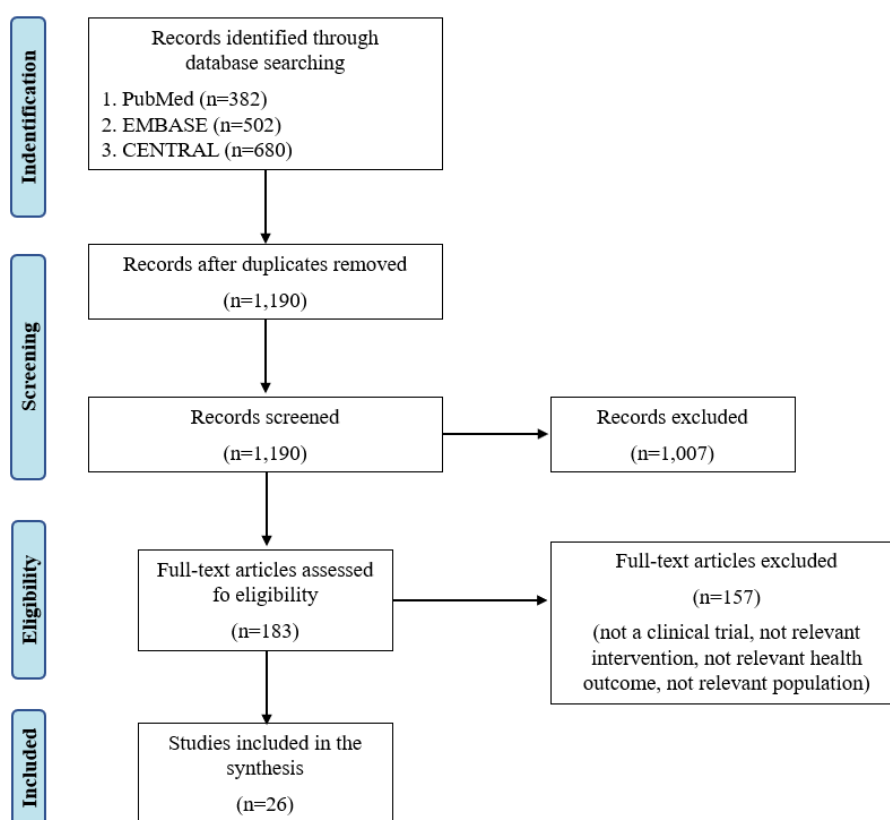 Indentification
Records identified through
database searching
1. PubMed (n=382)
2. EMBASE (n=502)
3. CENTRAL (n=680)
Screening
Records after duplicates removed
(n=1,190)
Records screened
(n=1,190)
Records excluded
(n=1,007)
Eligibility
Full-text articles assessed
fo eligibility
(n=183)
Full-text articles excluded
(n=157)
(not a clinical trial, not relevant
intervention, not relevant health
outcome, not relevant population)
Included
Studies included in the
synthesis
(n=26)